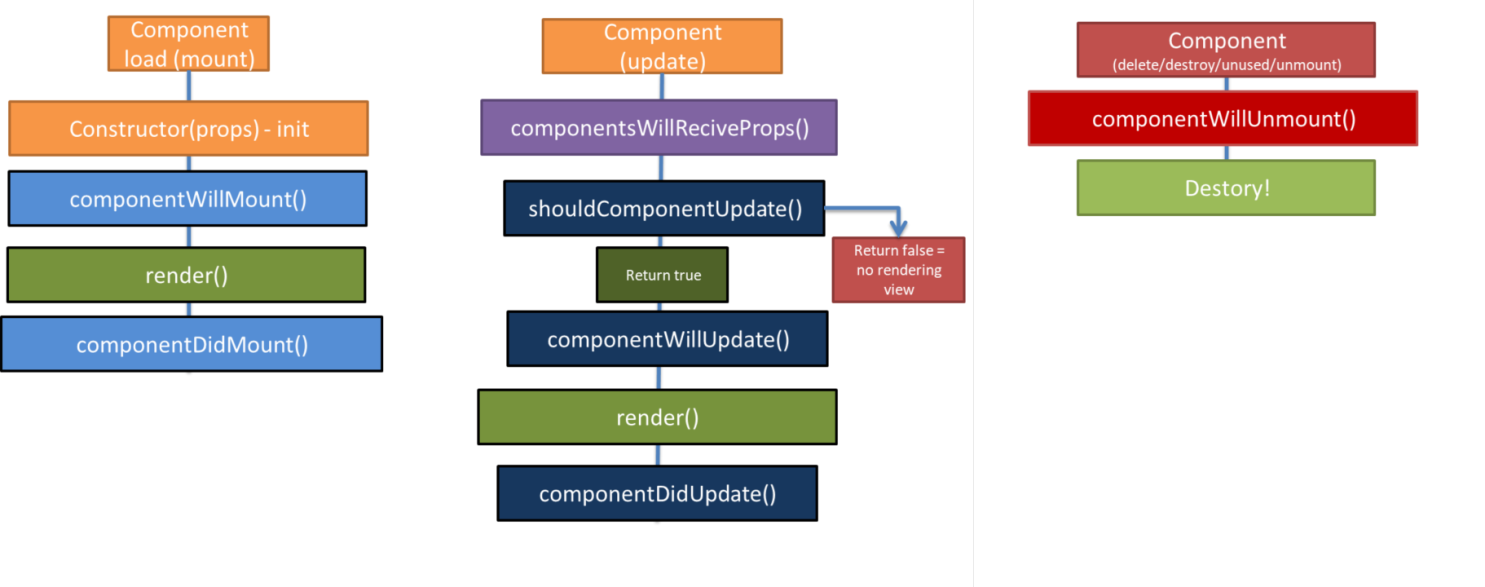 Component
load (mount)
Constructor(props) - init
componentWillMount()
render()
componentDidMount()
Component
(update)
componentsWillReciveProps()
shouldComponentUpdate()
Return false =
no rendering
view
Return true
componentWillUpdate()
render()
componentDidUpdate()
Component
(delete/destroy/unused/unmount)
componentWillUnmount()
Destory!